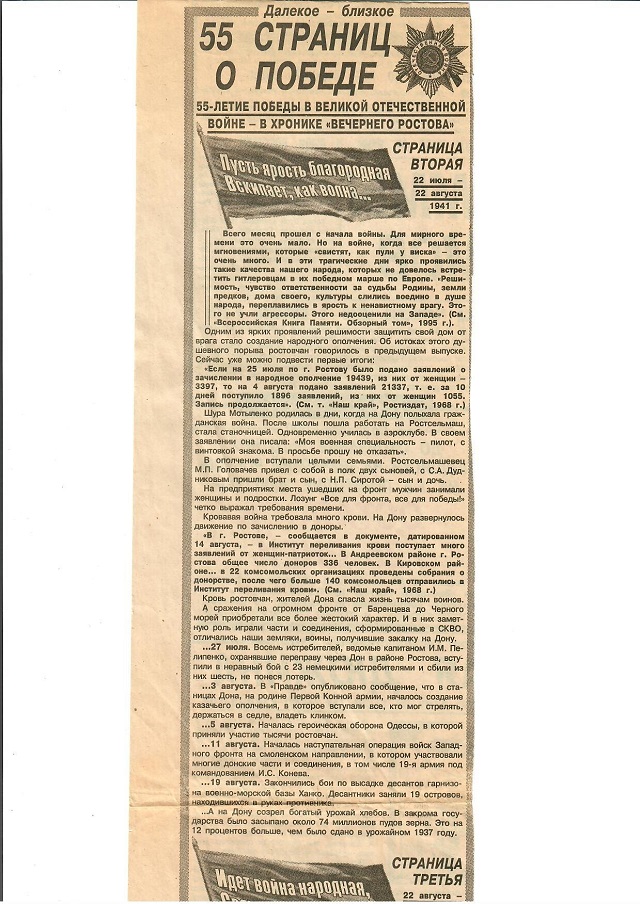 Далекое – близкое
55 СТРАНИЦ
О ПОБЕДЕ
55-ЛЕТИЕ ПОБЕДЫ В ВЕЛИКОЙ ОТЕЧЕСТВЕННОЙ
ВОЙНЕ – В ХРОНИКЕ «ВЕЧЕРНЕГО РОСТОВА»
Пусть ярость благородная
Вскипает, как волна...
СТРАНИЦА
ВТОРАЯ
22 июля –
22 августа
1941 г.
Всего месяц прошел с начала войны. Для мирного вре-
мени это очень мало. Но на войне, когда все решается
мгновениями, которые «свистят, как пули у виска» – это
очень много. И в эти трагические дни ярко проявились
такие качества нашего народа, которых не довелось встре-
тить гитлеровцам в их победном марше по Европе. «Реши-
мость, чувство ответственности за судьбы Родины, земли
предков, дома своего, культуры слились воедино в душе
народа, переплавились в ярость к ненавистному врагу. Это-
го не учли агрессоры. Этого недооценили на Западе». (См.
«Всероссийская Книга Памяти. Обзорный том», 1995 г.).
Одним из ярких проявлений решимости защитить свой дом от
врага стало создание народного ополчения. Об истоках этого ду-
шевного порыва ростовчан говорилось в предыдущем выпуске.
Сейчас уже можно подвести первые итоги:
«Если на 25 июля по г. Ростову было подано заявлений о
зачислении в народное ополчение 19439, из них от женщин –
3397, то на 4 августа подано заявлений 21337, т. е. за 10
дней поступило 1896 заявлений, из них от женщин 1055.
Запись продолжается». (См. т. «Наш край», Ростиздат, 1968 г.)
Шура Мотыленко родилась в дни, когда на Дону полыхала граж-
данская война. После школы пошла работать на Ростсельмаш,
стала станочницей. Одновременно училась в аэроклубе. В своем
заявлении она писала: «Моя военная специальность – пилот, с
винтовкой знакома. В просьбе прошу не отказать».
В ополчение вступали целыми семьями. Ростсельмашевец
М.П. Головачев привел с собой в полк двух сыновей, с С.А. Дуд-
никовым пришли брат и сын, с Н.П. Сиротой – сын и дочь.
На предприятиях места ушедших на фронт мужчин занимали
женщины и подростки. Лозунг «Все для фронта, все для победы!»
четко выражал требования времени.
Кровавая война требовала много крови. На Дону развернулось
движение по зачислению в доноры.
«В г. Ростове, – сообщается в документе, датированном
14 августа, – в Институт переливания крови поступает много
заявлений от женщин-патриоток... В Андреевском районе г. Ро-
стова общее число доноров 336 человек. В Кировском рай-
оне... в 22 комсомольских организациях проведены собрания о
донорстве, после чего больше 140 комсомольцев отправились в
Институт переливания крови». (См. «Наш край», 1968 г.)
Кровь ростовчан, жителей Дона спасла жизнь тысячам воинов.
А сражения на огромном фронте от Баренцева до Черного
морей приобретали все более жестокий характер. И в них замет-
ную роль играли части и соединения, сформированные в СКВО,
отличались наши земляки, воины, получившие закалку на Дону.
...27 июля. Восемь истребителей, ведомые капитаном И.М. Пе-
липенко, охранявшие переправу через Дон в районе Ростова, всту-
пили в неравный бой с 23 немецкими истребителями и сбили из
них шесть, не понеся потерь.
...3 августа. В «Правде» опубликовано сообщение, что в ста-
ницах Дона, на родине Первой Конной армии, началось создание
казачьего ополчения, в которое вступали все, кто мог стрелять,
держаться в седле, владеть клинком.
...5 август. Началась героическая оборона Одессы, в которой
приняли участие тысячи ростовчан.
...11 август. Началась наступательная операция войск Запад-
ного фронта на смоленском направлении, в котором участвовали
многие донские части и соединения, в том числе 19-я армия под
командованием И.С. Конева.
...19 август. Закончились бои по высадке десантов гарнизо-
на военно-морской базы Ханко. Десантники заняли 19 островов,
находившихся в руках противника.
...А на Дону созрел богатый урожай хлебов. В закрома госу-
дарства было засыпано около 74 миллионов пудов зерна. Это на
12 процентов больше, чем было сдано в урожайном 1937 году.
Идет война народная,
СТРАНИЦА
ТРЕТЬЯ
22 августа –